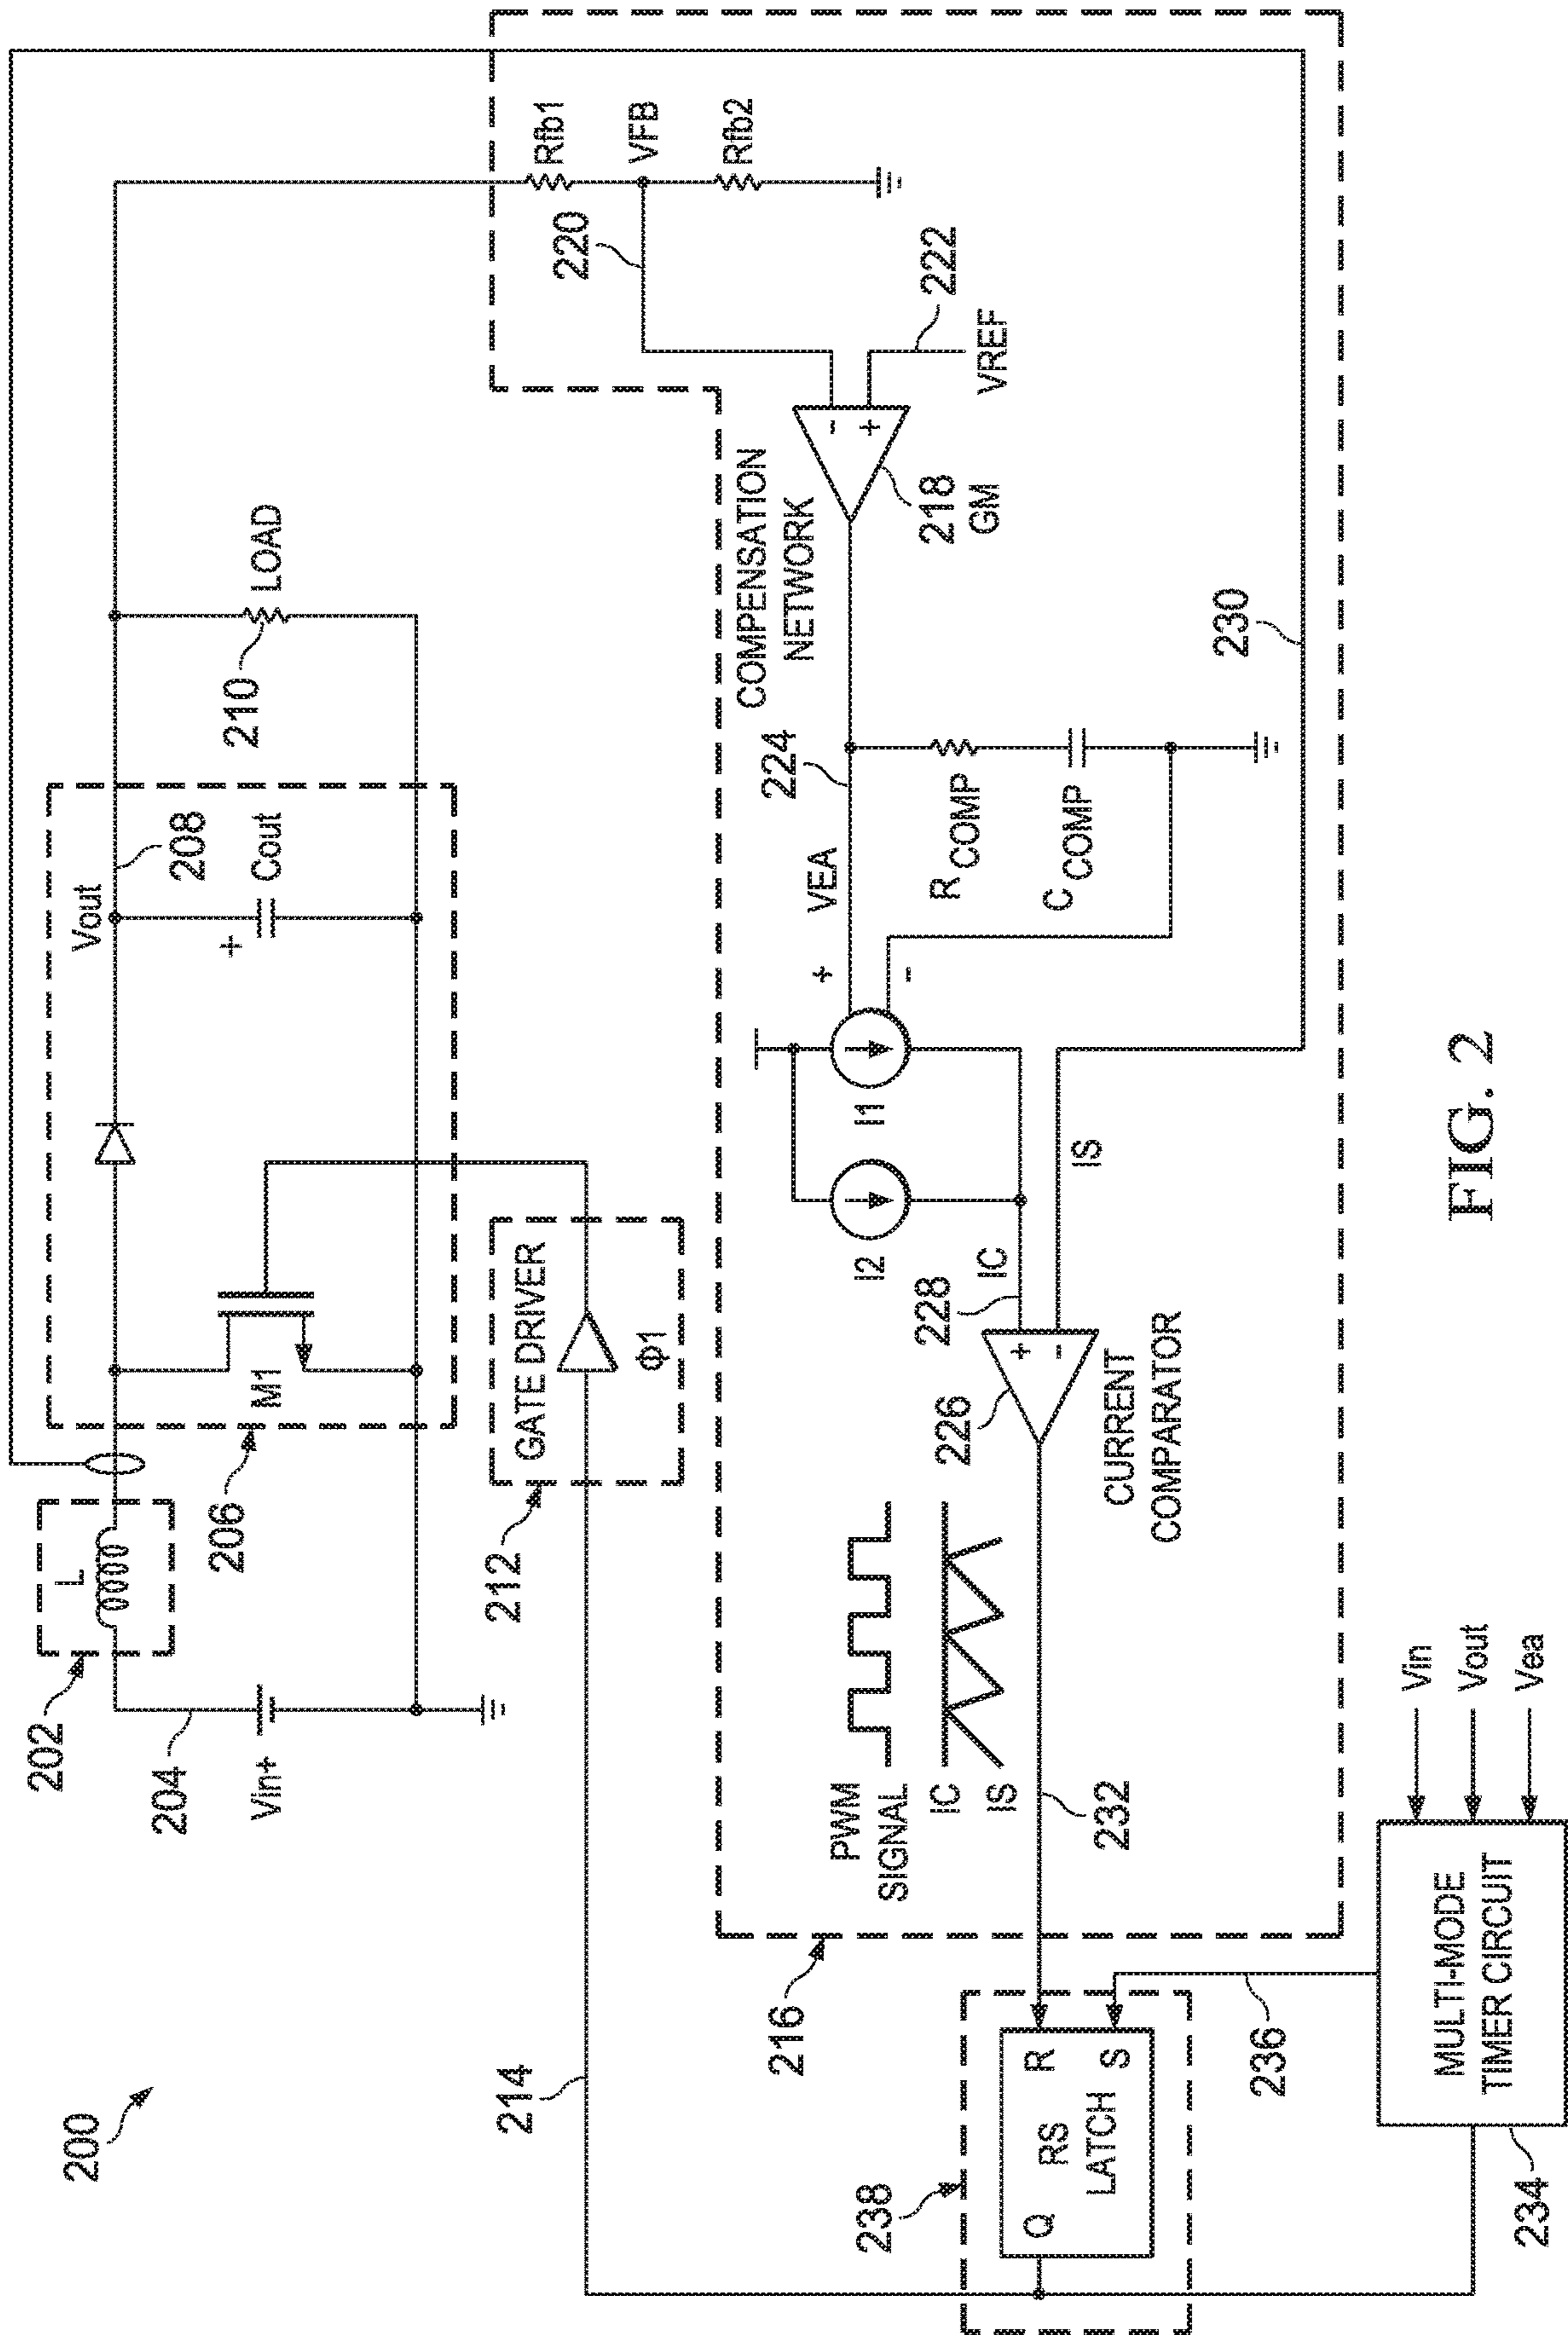 200
202
L
204
Vin+
206
M1
Vout
208
+
Cout
210
LOAD
212
GATE DRIVER
Φ1
214
Rfb1
VFB
Rfb2
220
222
VREF
-
+
218
GM
COMPENSATION
NETWORK
224
VEA
+
-
R COMP
C COMP
230
I1
I2
IC
228
IS
+
-
226
CURRENT
COMPARATOR
PWM
SIGNAL
IC
IS
232
216
238
Q
R
S
RS
LATCH
236
MULTI-MODE
TIMER CIRCUIT
234
Vin
Vout
Vea
FIG. 2